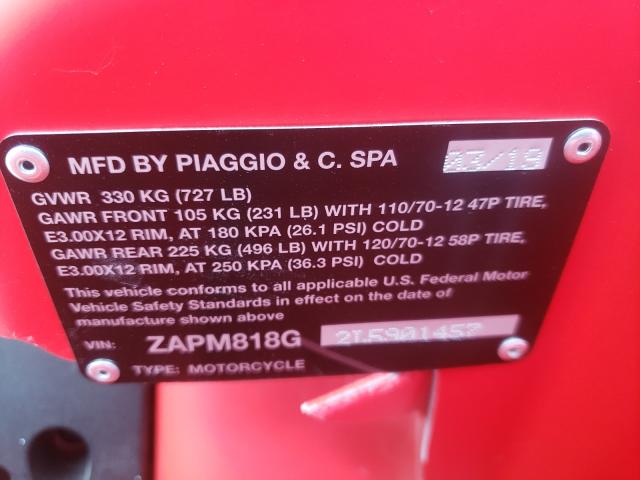 MFD BY PIAGGIO & C. SPA 03/19
GVWR 330 KG (727 LB)
GAWR FRONT 105 KG (231 LB) WITH 110/70-12 47P TIRE,
E3.00X12 RIM, AT 180 KPA (26.1 PSI) COLD
GAWR REAR 225 KG (496 LB) WITH 120/70-12 58P TIRE,
E3.00X12 RIM, AT 250 KPA (36.3 PSI) COLD
This vehicle conforms to all applicable U.S. Federal Motor
Vehicle Safety Standards in effect on the date of
manufacture shown above
VIN: ZAPM818G
TYPE: MOTORCYCLE